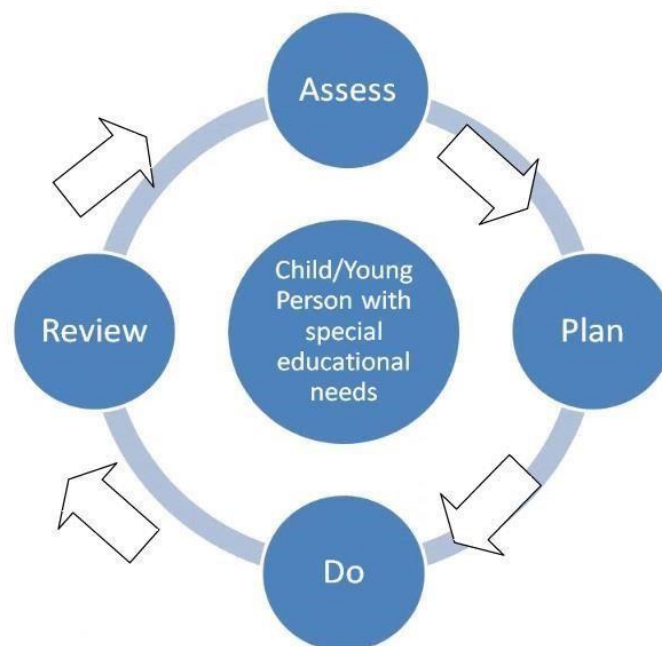 Assess
Child/Young
Person with
special
educational
needs
Review
Plan
Do